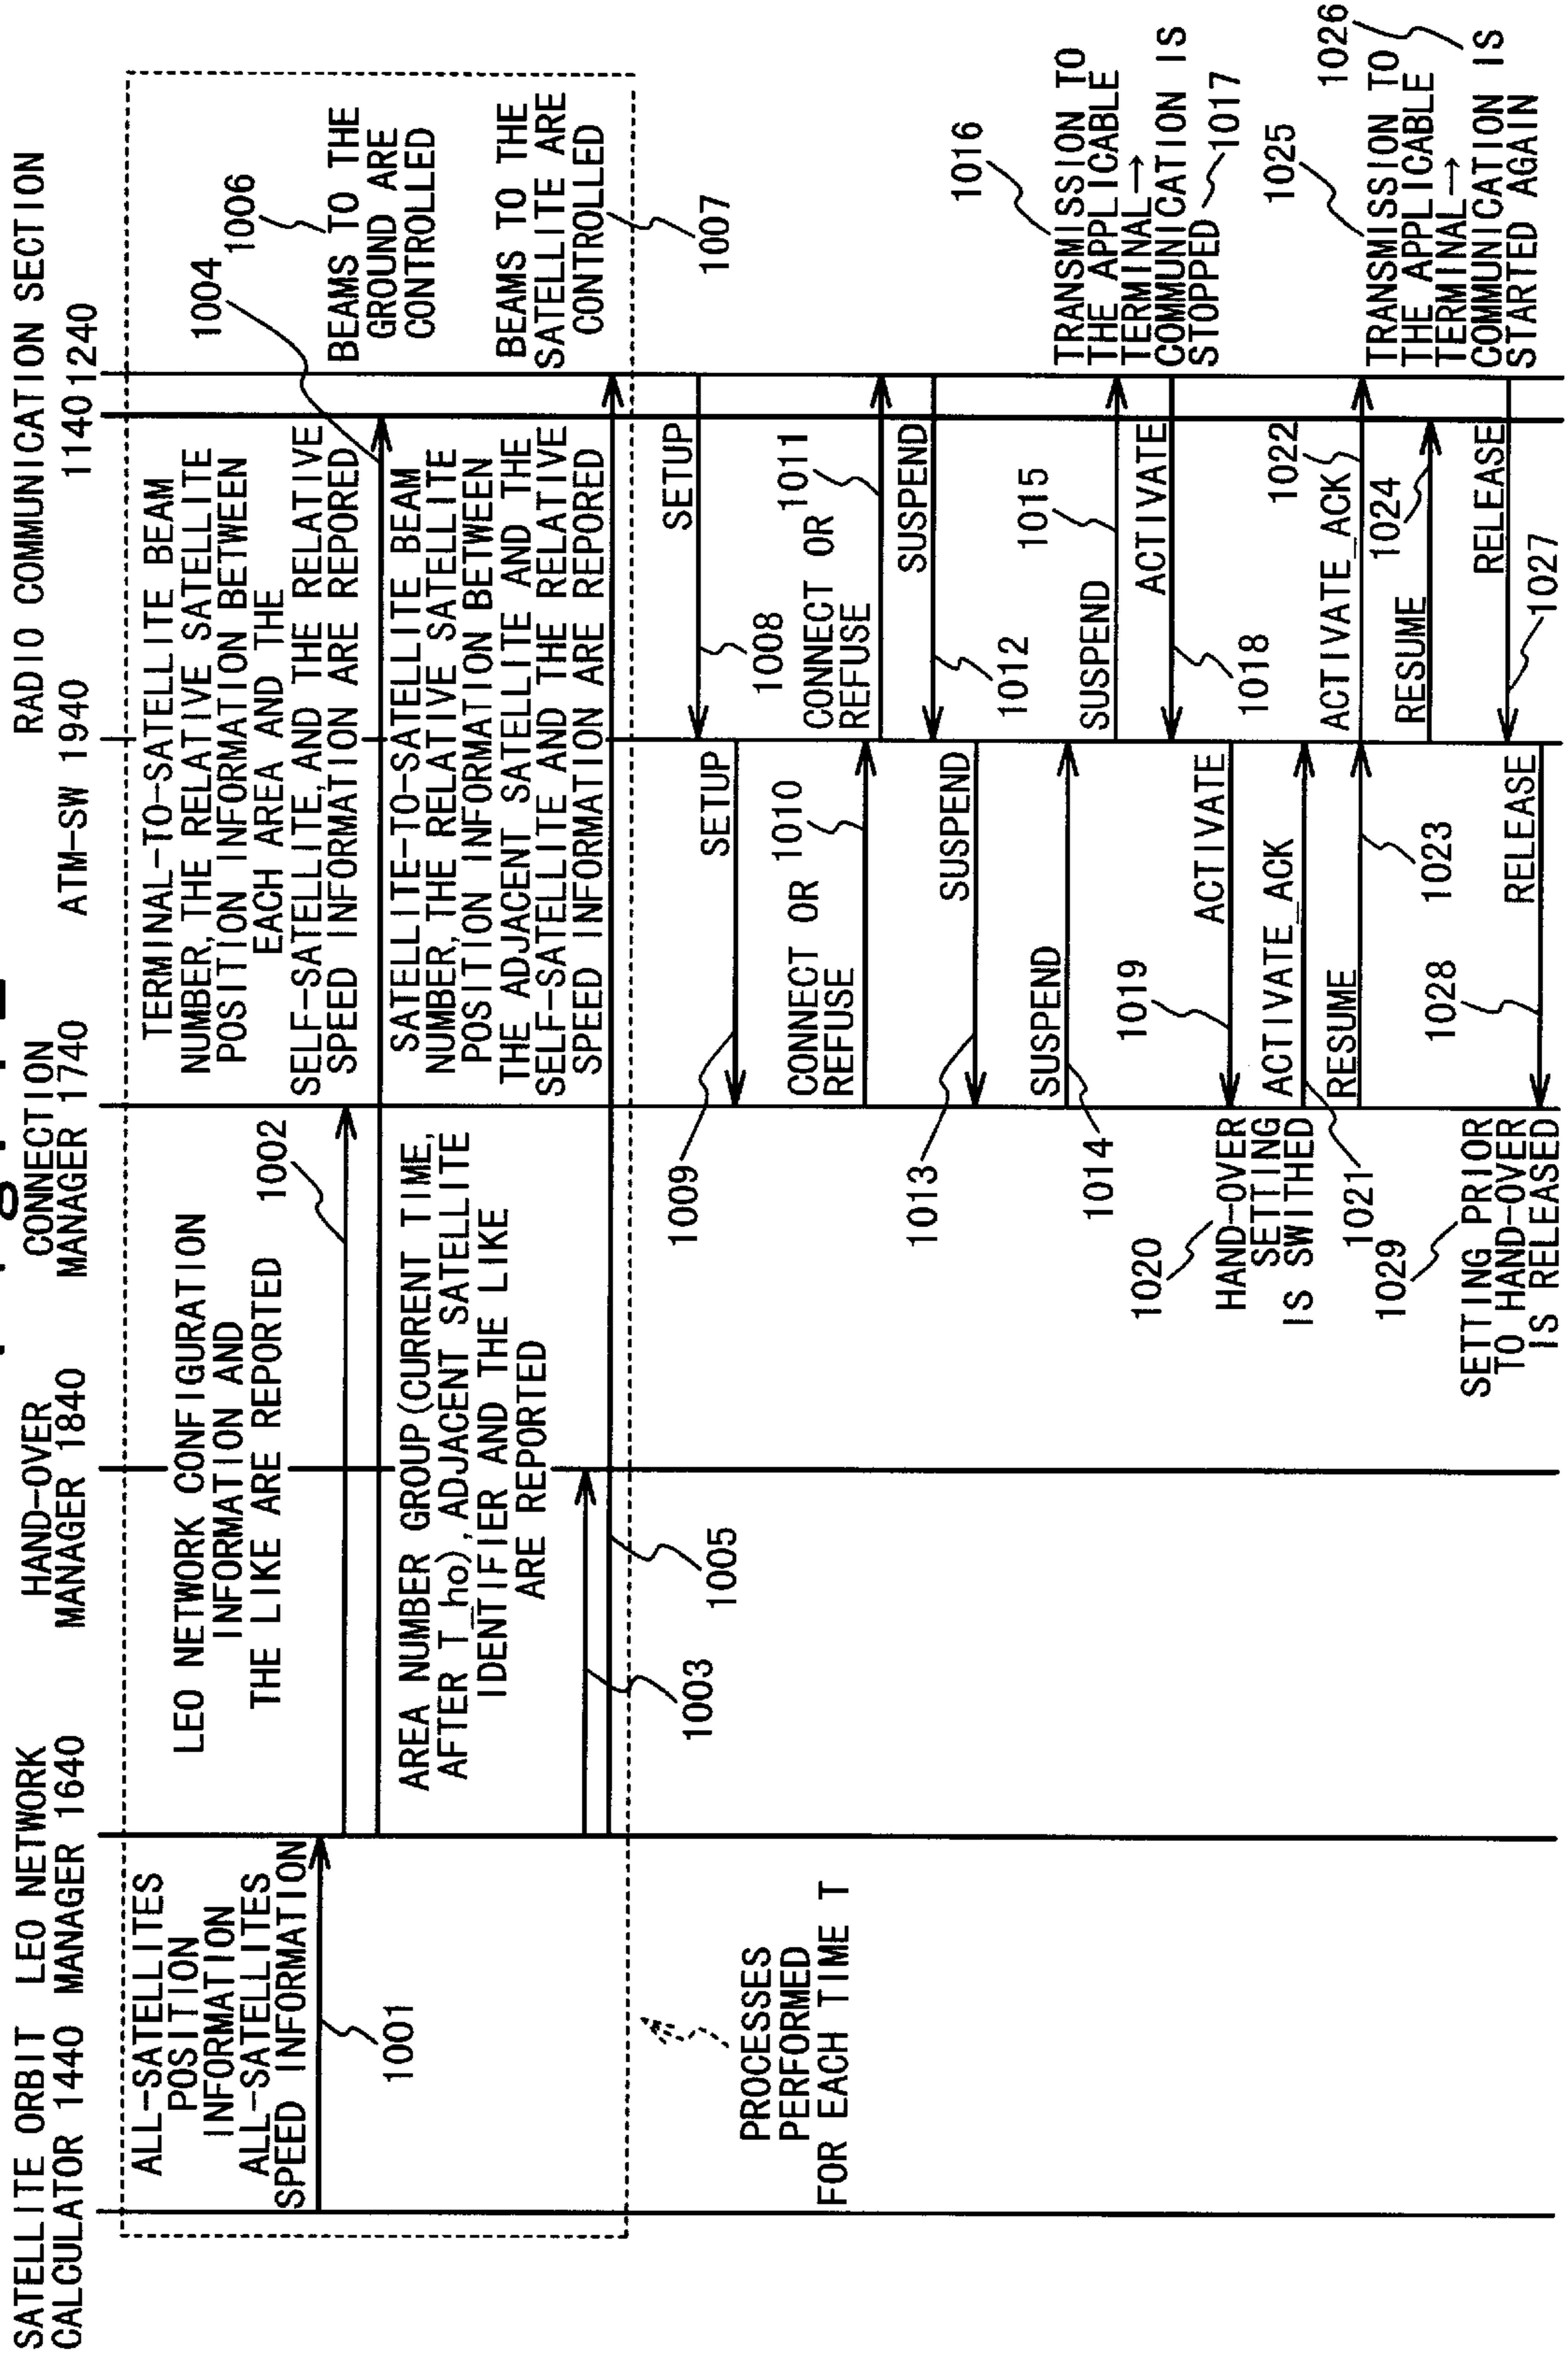 SATELLITE ORBIT
CALCULATOR 1440
LEO NETWORK
MANAGER 1640
HAND-OVER
MANAGER 1840
CONNECTION
MANAGER 1740
ATM-SW 1940
RADIO COMMUNICATION SECTION
1140 1240
ALL-SATELLITES
POSITION
INFORMATION
ALL-SATELLITES
SPEED INFORMATION
1001
LEO NETWORK CONFIGURATION
INFORMATION AND
THE LIKE ARE REPORTED
1002
AREA NUMBER GROUP(CURRENT TIME,
AFTER T_ho),ADJACENT SATELLITE
IDENTIFIER AND THE LIKE
ARE REPORTED
1003
1005
TERMINAL-TO-SATELLITE BEAM
NUMBER,THE RELATIVE SATELLITE
POSITION INFORMATION BETWEEN
EACH AREA AND THE
SELF-SATELLITE,AND THE RELATIVE
SPEED INFORMATION ARE REPORED
1004
SATELLITE-TO-SATELLITE BEAM
NUMBER,THE RELATIVE SATELLITE
POSITION INFORMATION BETWEEN
THE ADJACENT SATELLITE AND THE
SELF-SATELLITE AND THE RELATIVE
SPEED INFORMATION ARE REPORTED
1006
BEAMS TO THE
GROUND ARE
CONTROLLED
BEAMS TO THE
SATELLITE ARE
CONTROLLED
1007
PROCESSES
PERFORMED
FOR EACH TIME T
SETUP
1008
SETUP
1009
CONNECT OR
REFUSE
1010
CONNECT OR
REFUSE
1011
SUSPEND
1012
SUSPEND
1013
SUSPEND
1014
SUSPEND
1015
1016
TRANSMISSION TO
THE APPLICABLE
TERMINAL→
COMMUNICATION IS
STOPPED
1017
ACTIVATE
1018
ACTIVATE
1019
1020
HAND-OVER
SETTING
IS SWITHED
ACTIVATE_ACK
1021
ACTIVATE_ACK
1022
RESUME
1023
RESUME
1024
1025
1026
TRANSMISSION TO
THE APPLICABLE
TERMINAL→
COMMUNICATION IS
STARTED AGAIN
RELEASE
1027
RELEASE
1028
1029
SETTING PRIOR
TO HAND-OVER
IS RELEASED